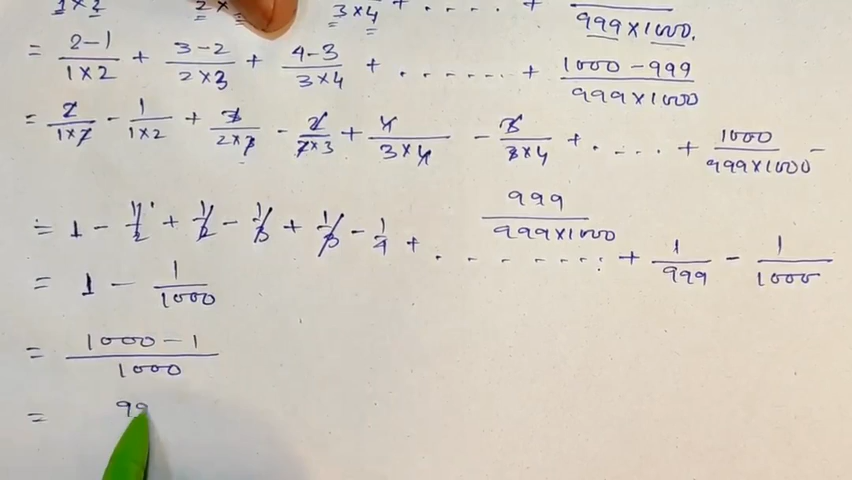 1×2 2× 3×4 + ..... + 999×1000.
= 2-1/1×2 + 3-2/2×3 + 4-3/3×4 + ....... + 1000-999/999×1000
= 2/1×2 - 1/1×2 + 3/2×3 - 2/2×3 + 4/3×4 - 3/3×4 + ..... + 1000/999×1000 - 999/999×1000
= 1 - 1/2 + 1/2 - 1/3 + 1/3 - 1/4 + ........ + 1/999 - 1/1000
= 1 - 1/1000
= 1000-1/1000
= 99